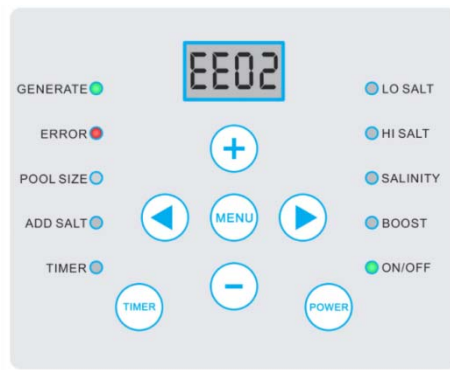 EE02
GENERATE
ERROR
POOL SIZE
ADD SALT
TIMER
LO SALT
HI SALT
SALINITY
BOOST
ON/OFF
+
MENU
−
TIMER
POWER